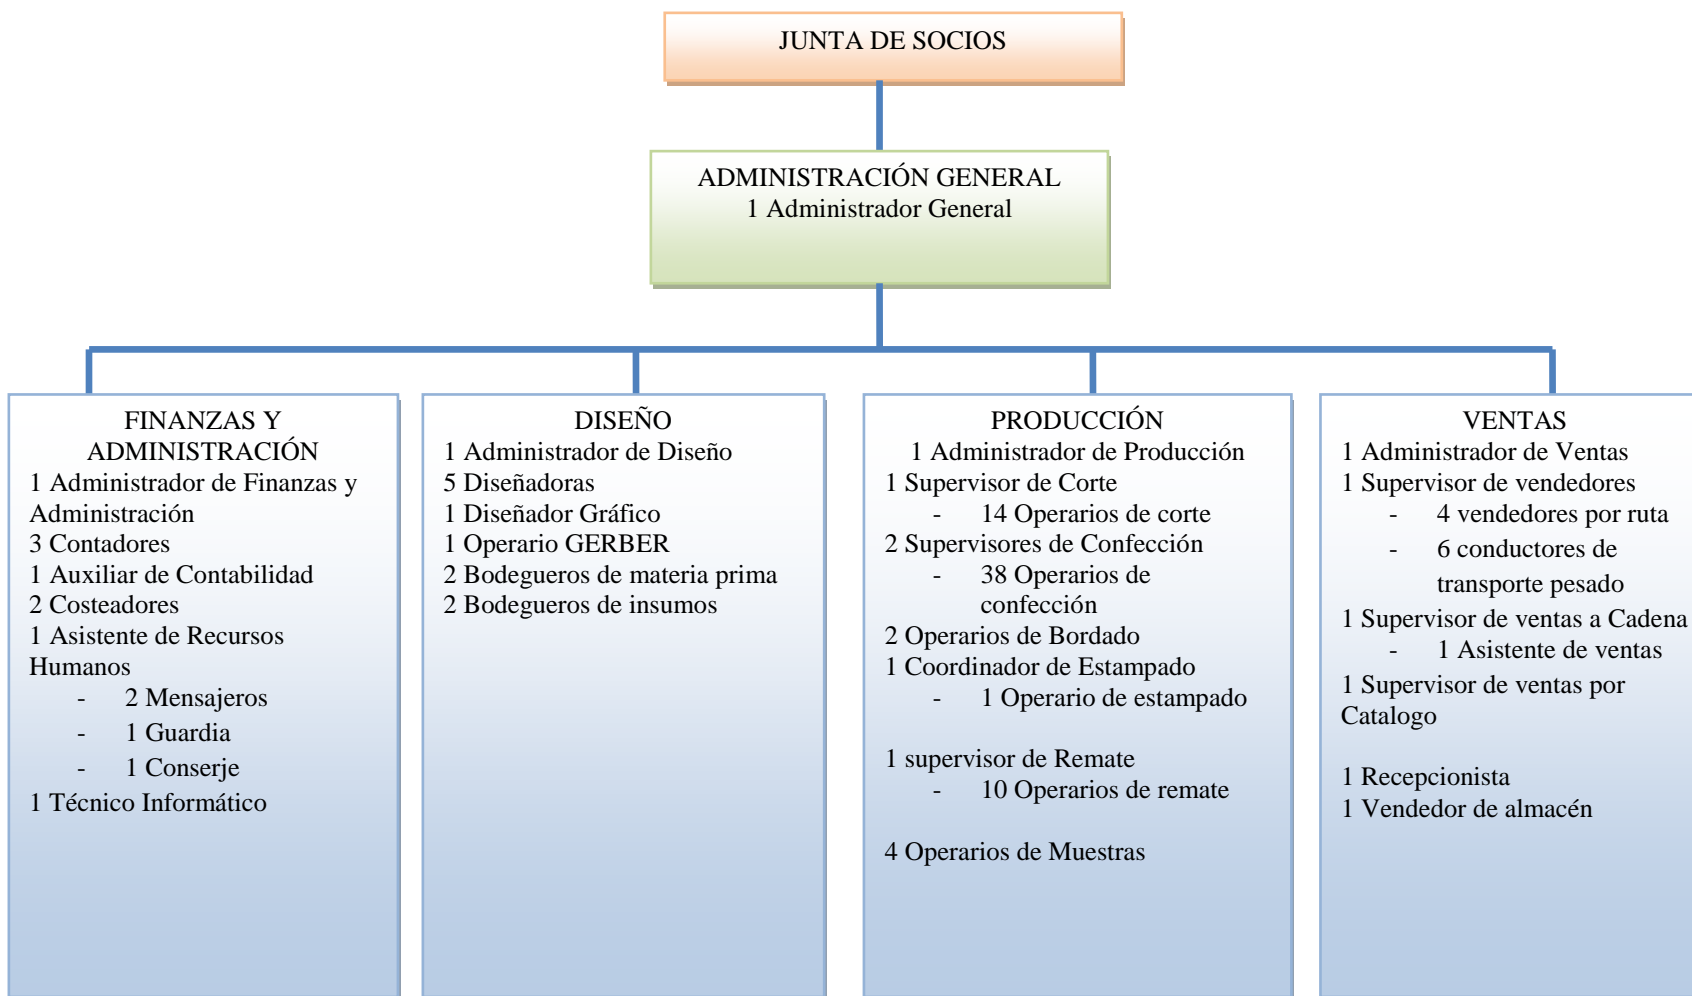 JUNTA DE SOCIOS
ADMINISTRACIÓN GENERAL
1 Administrador General
FINANZAS Y
ADMINISTRACIÓN
1 Administrador de Finanzas y
Administración
3 Contadores
1 Auxiliar de Contabilidad
2 Costeadores
1 Asistente de Recursos
Humanos
- 2 Mensajeros
- 1 Guardia
- 1 Conserje
1 Técnico Informático
DISEÑO
1 Administrador de Diseño
5 Diseñadoras
1 Diseñador Gráfico
1 Operario GERBER
2 Bodegueros de materia prima
2 Bodegueros de insumos
PRODUCCIÓN
1 Administrador de Producción
1 Supervisor de Corte
- 14 Operarios de corte
2 Supervisores de Confección
- 38 Operarios de
confección
2 Operarios de Bordado
1 Coordinador de Estampado
- 1 Operario de estampado
1 supervisor de Remate
- 10 Operarios de remate
4 Operarios de Muestras
VENTAS
1 Administrador de Ventas
1 Supervisor de vendedores
- 4 vendedores por ruta
- 6 conductores de
transporte pesado
1 Supervisor de ventas a Cadena
- 1 Asistente de ventas
1 Supervisor de ventas por
Catalogo
1 Recepcionista
1 Vendedor de almacén